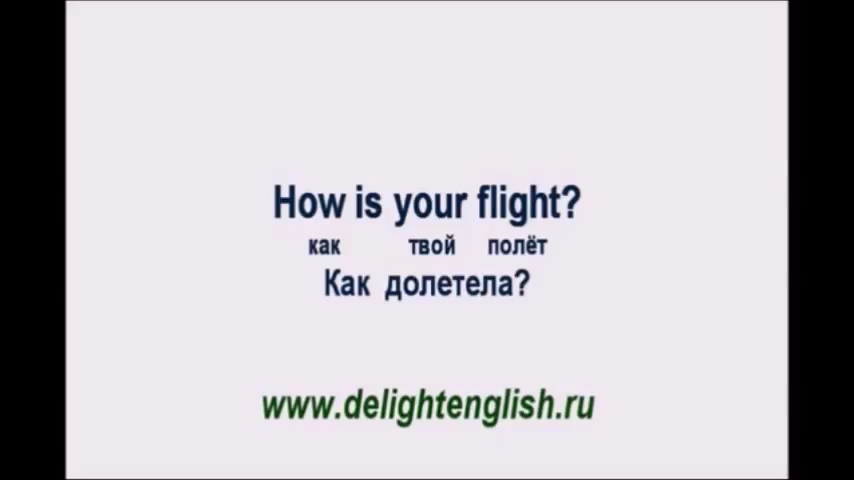 How is your flight?
как твой полёт
Как долетела?
www.delightenglish.ru